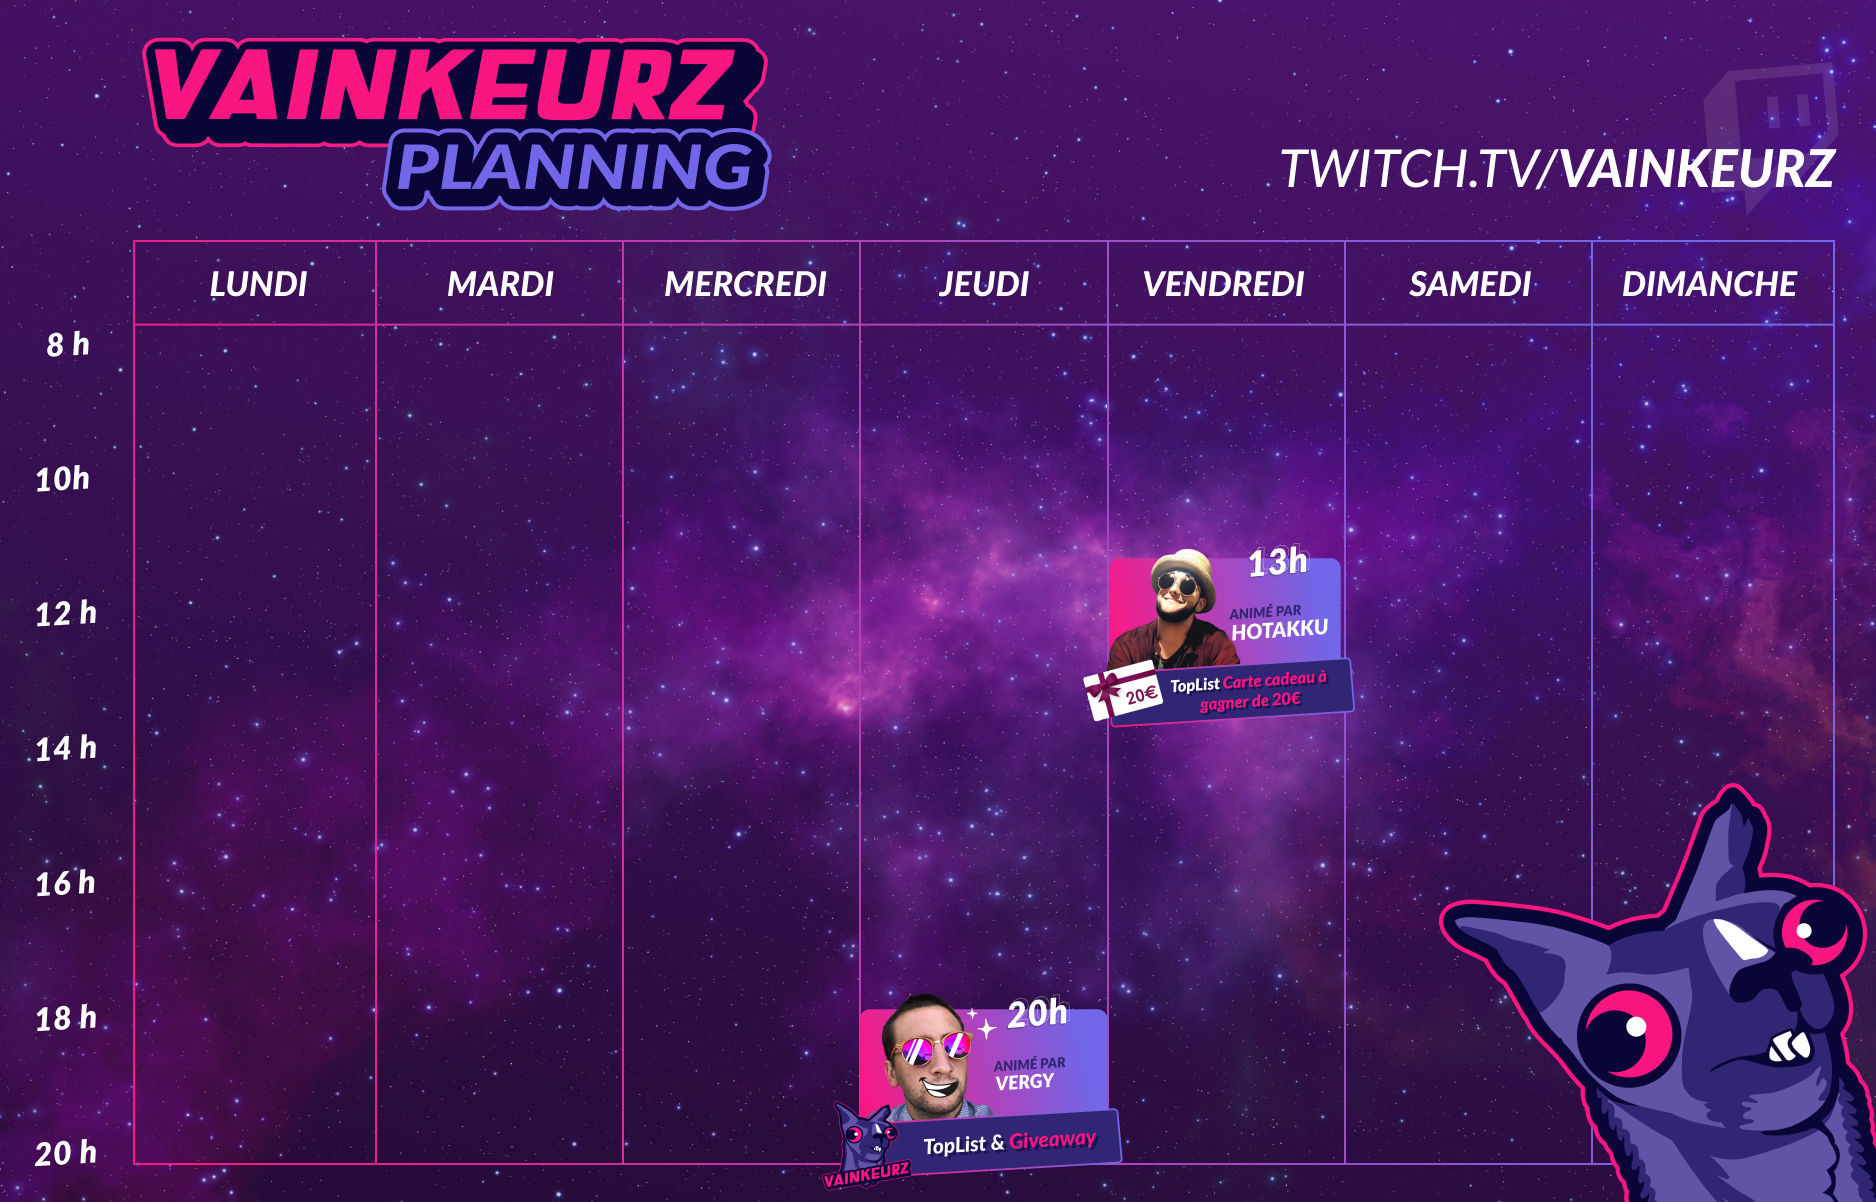 VAINKEURZ
PLANNING
TWITCH.TV/VAINKEURZ
LUNDI MARDI MERCREDI JEUDI VENDREDI SAMEDI DIMANCHE
8 h
10h
12 h
13h
ANIMÉ PAR
HOTAKKU
20€
TopList Carte cadeau à
gagner de 20€
14 h
16 h
18 h
20h
ANIMÉ PAR
VERGY
TopList & Giveaway
VAINKEURZ
20 h